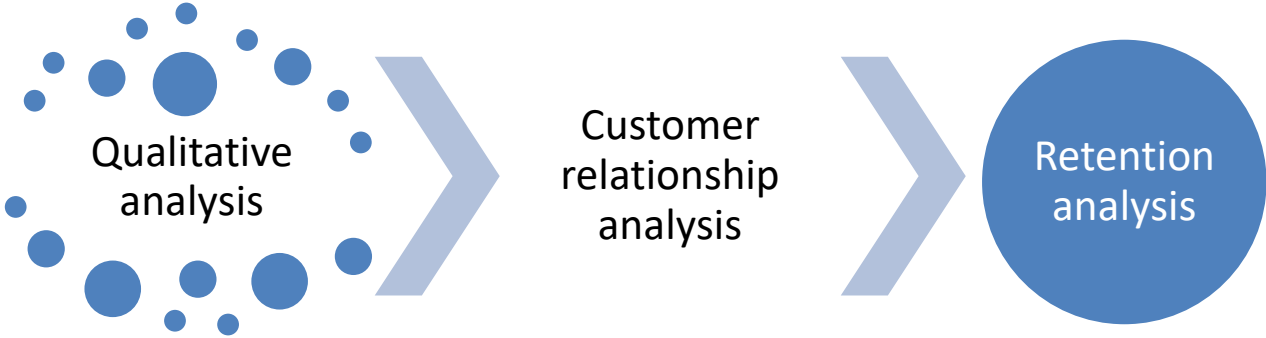 Qualitative
analysis
Customer
relationship
analysis
Retention
analysis